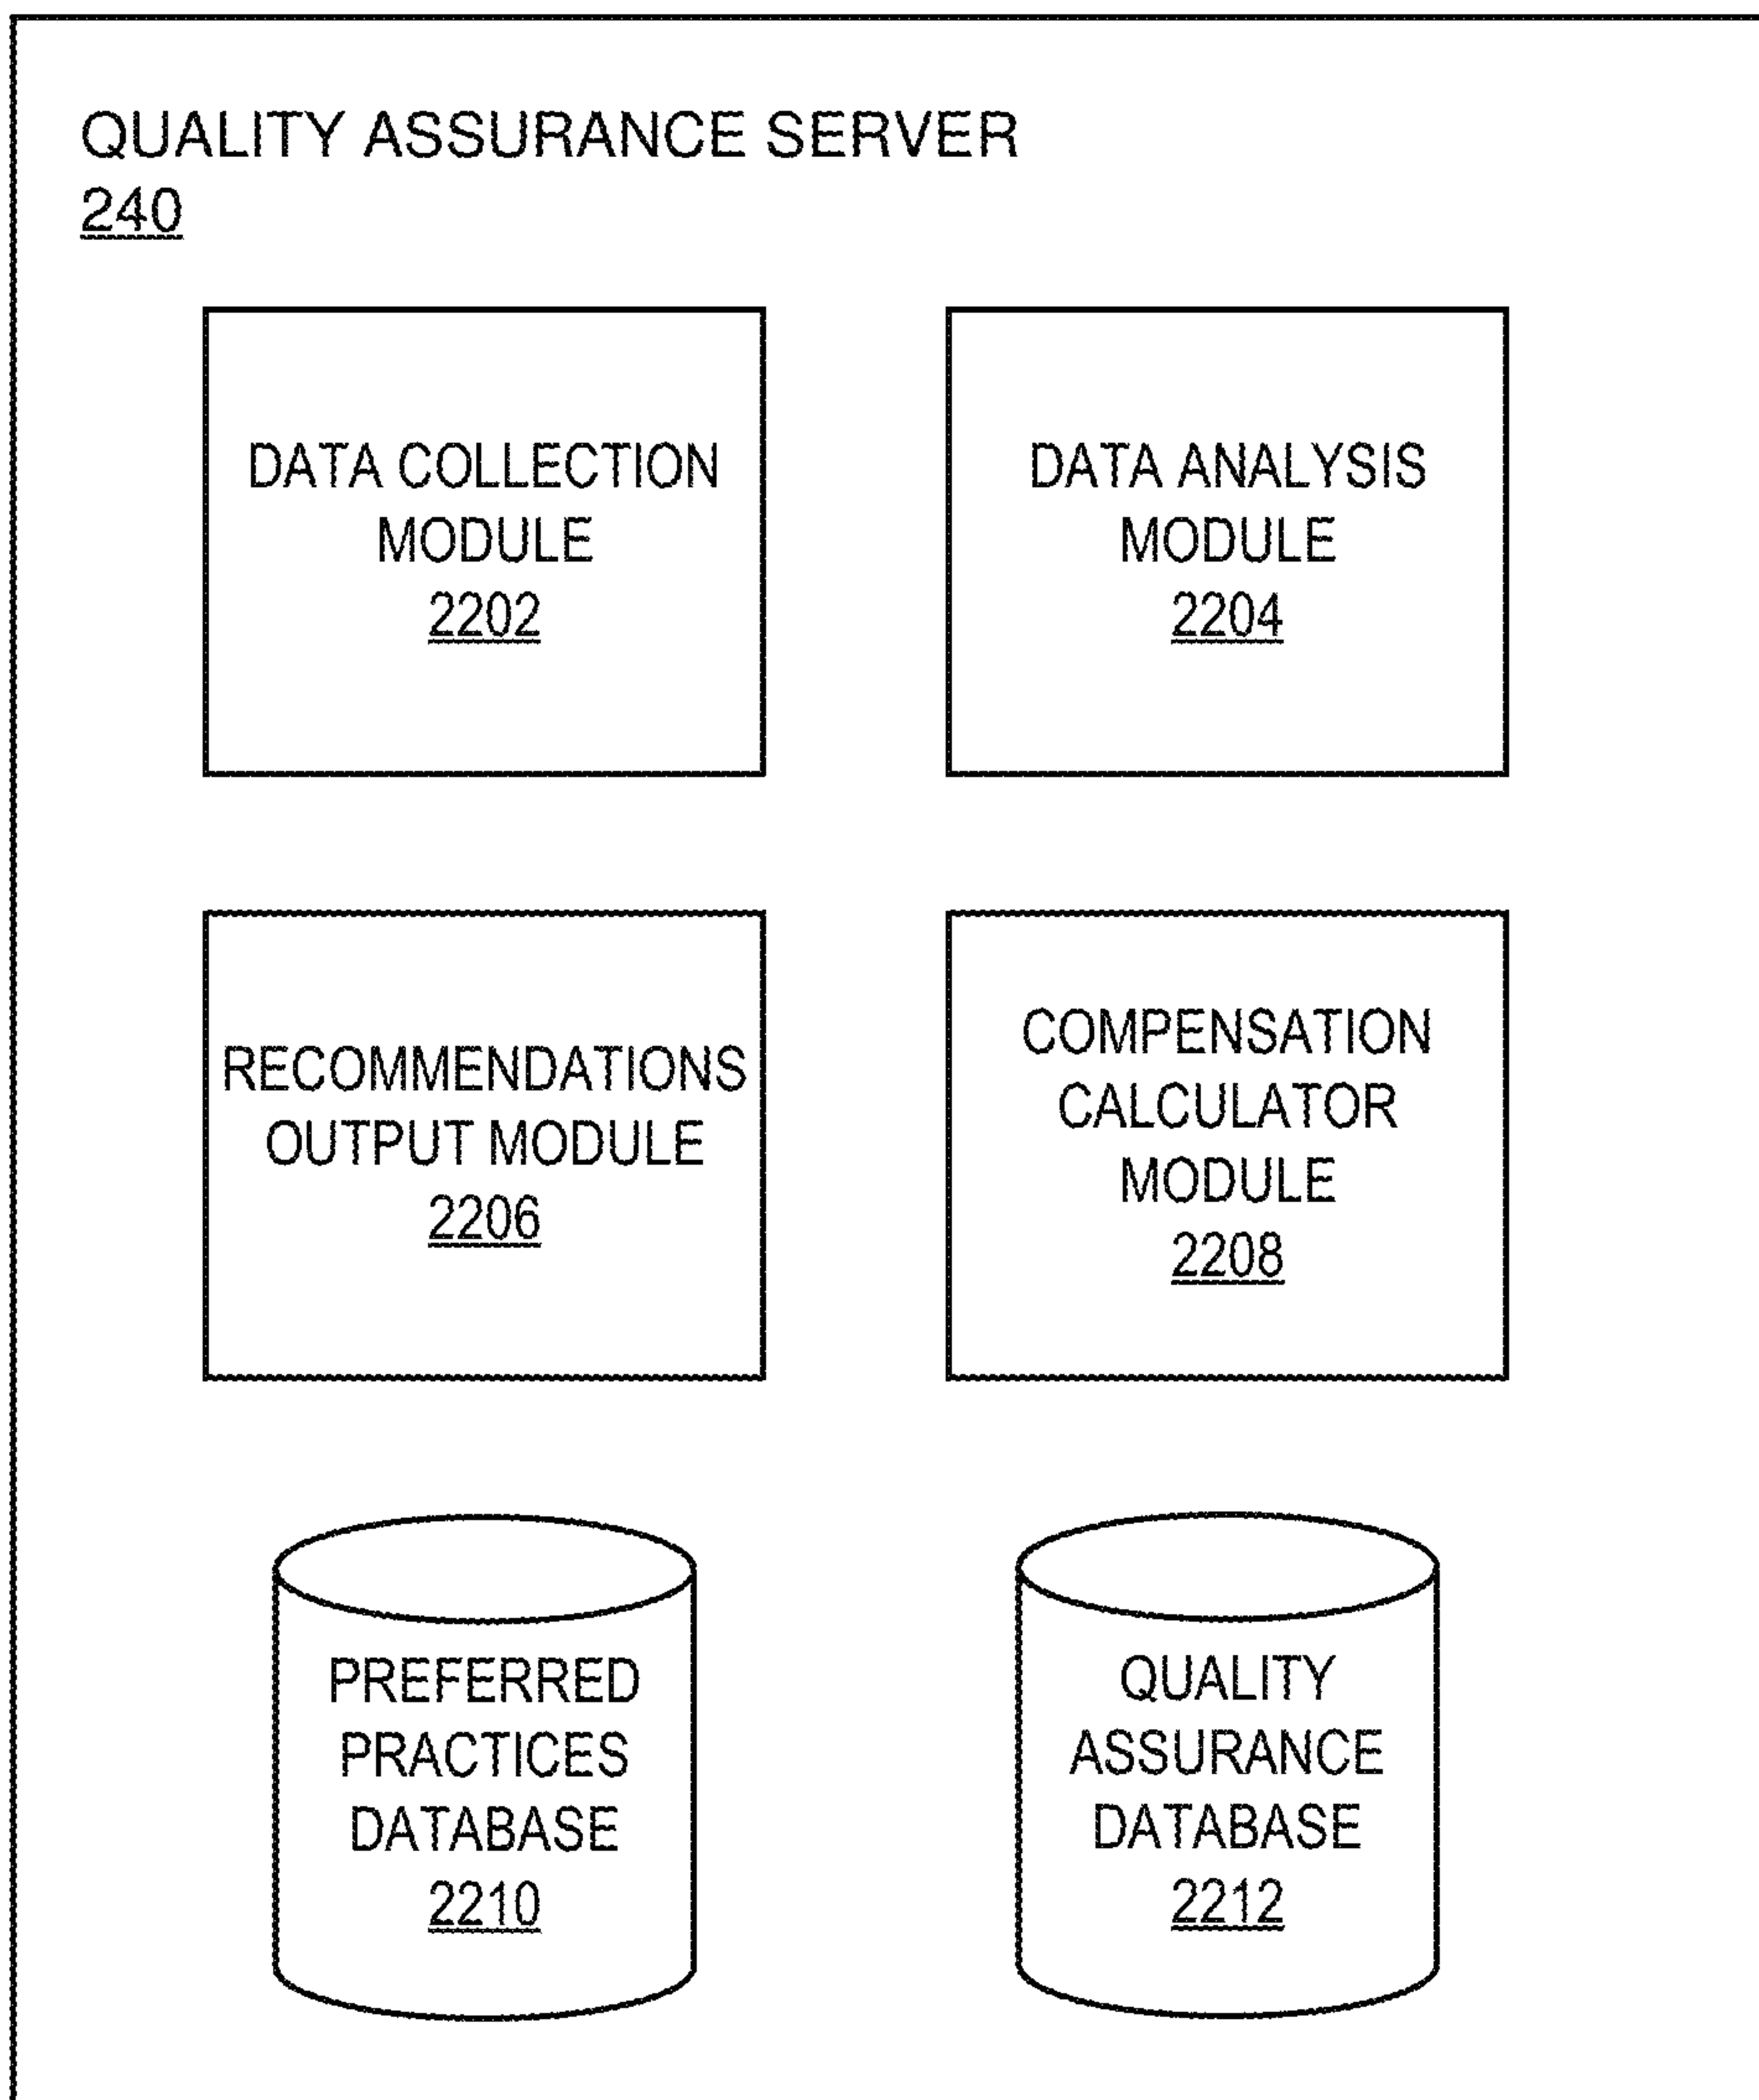 QUALITY ASSURANCE SERVER
240
DATA COLLECTION
MODULE
2202
DATA ANALYSIS
MODULE
2204
RECOMMENDATIONS
OUTPUT MODULE
2206
COMPENSATION
CALCULATOR
MODULE
2208
PREFERRED
PRACTICES
DATABASE
2210
QUALITY
ASSURANCE
DATABASE
2212